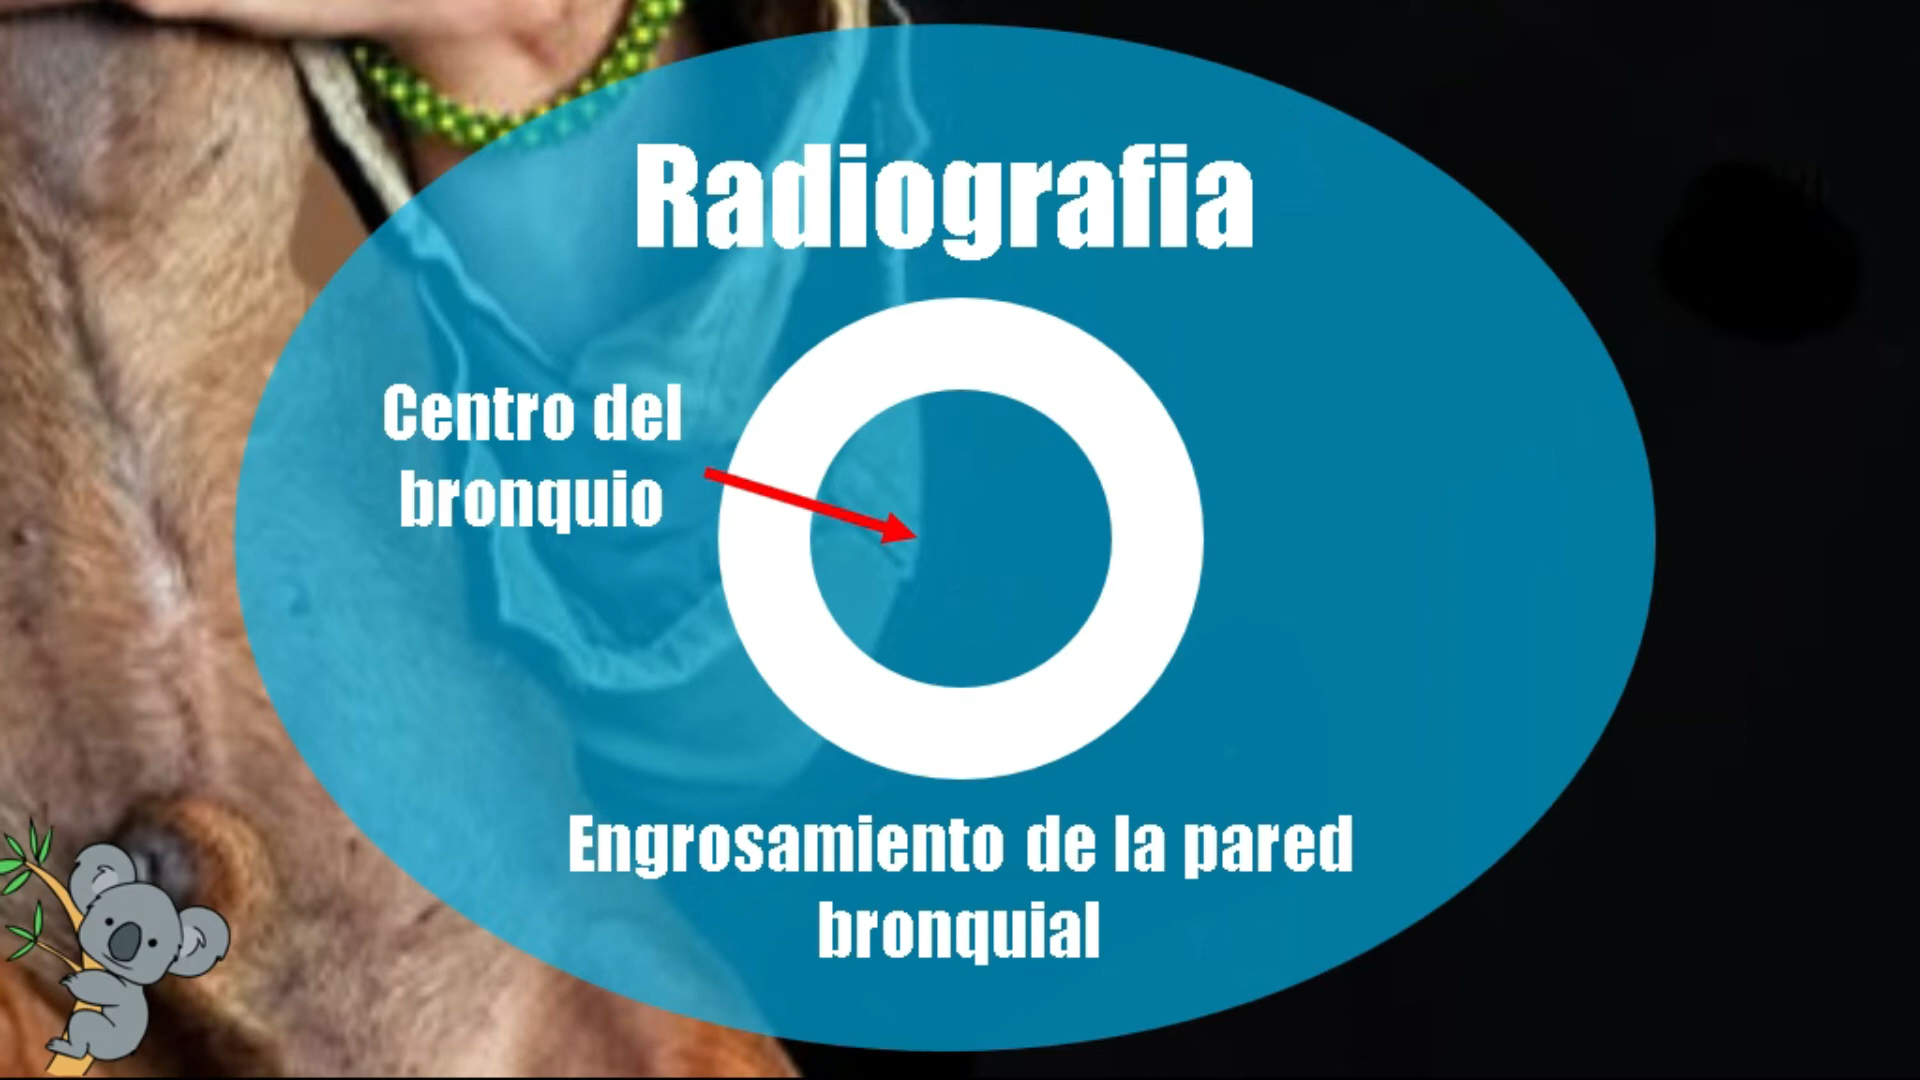 Radiografia
Centro del
bronquio
Engrosamiento de la pared
bronquial